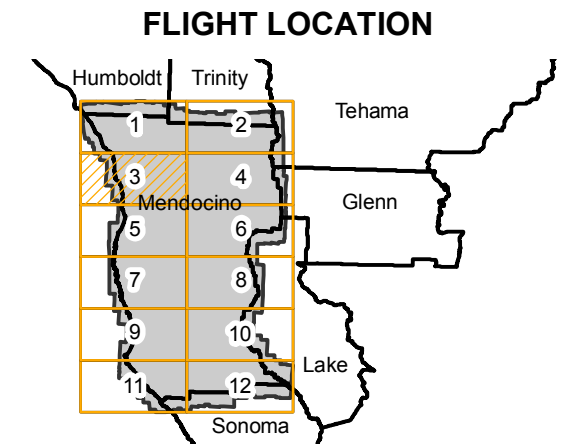 FLIGHT LOCATION
Humboldt Trinity
Tehama
1 2
3 4
Mendocino Glenn
5 6
7 8
9 10
Lake
11 12
Sonoma